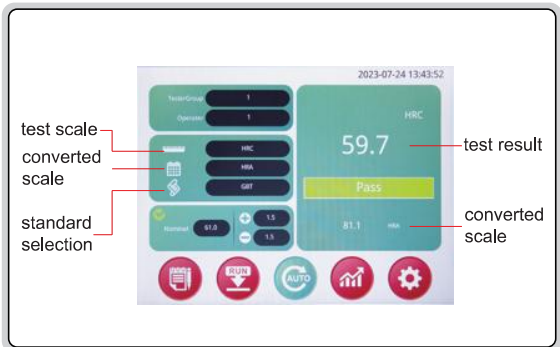 2023-07-24 13:43:52
TesterGroup 1
Operator 1
HRC
59.7
Pass
81.1 HRA
test scale
converted
scale
standard
selection
HRC
HRA
GBT
Nominal 61.0
1.5
1.5
test result
converted
scale
RUN
AUTO